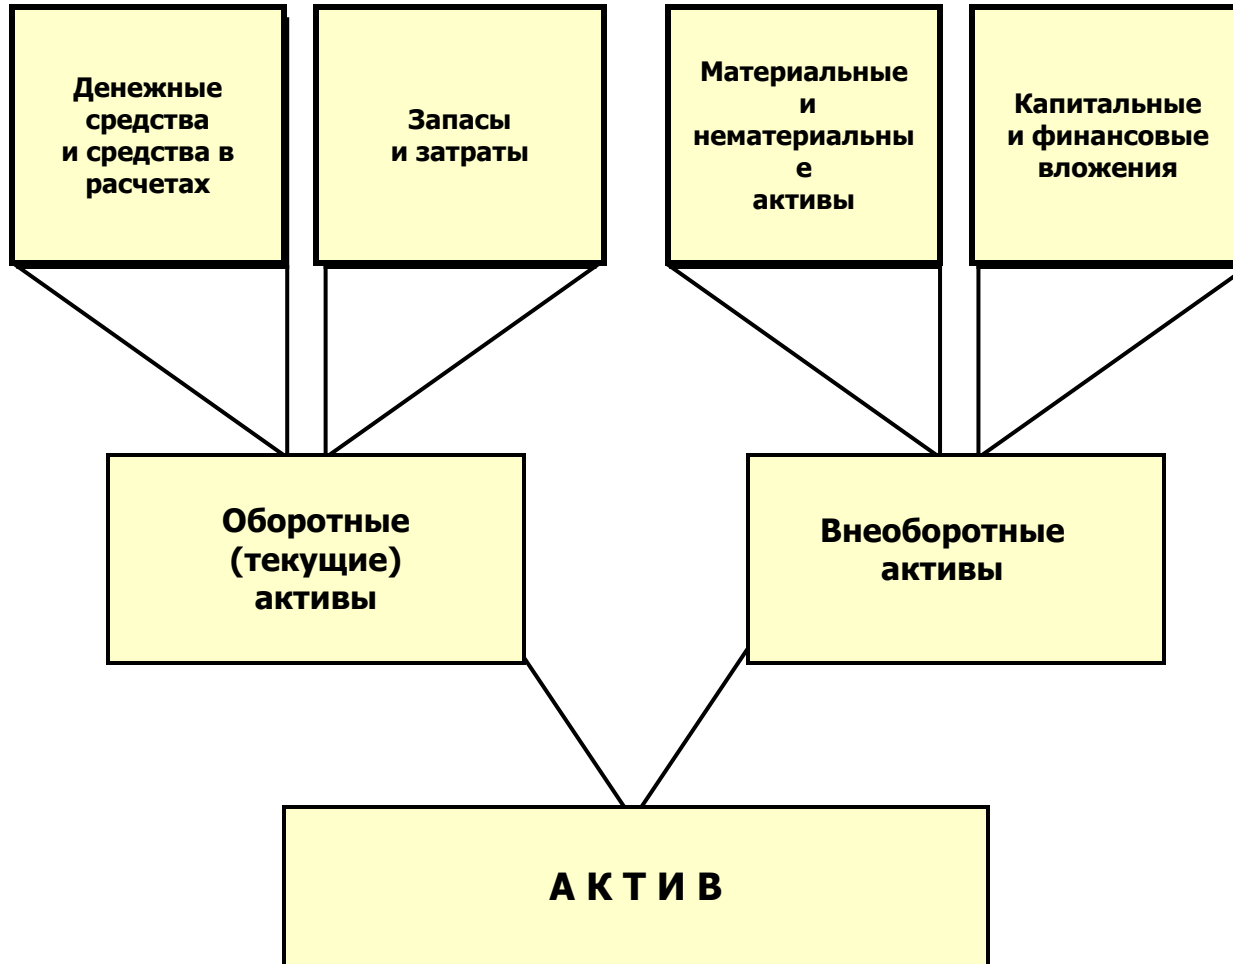 Денежные
средства
и средства в
расчетах
Запасы
и затраты
Материальные
и
нематериальны
е
активы
Капитальные
и финансовые
вложения
Оборотные
(текущие)
активы
Внеоборотные
активы
А К Т И В